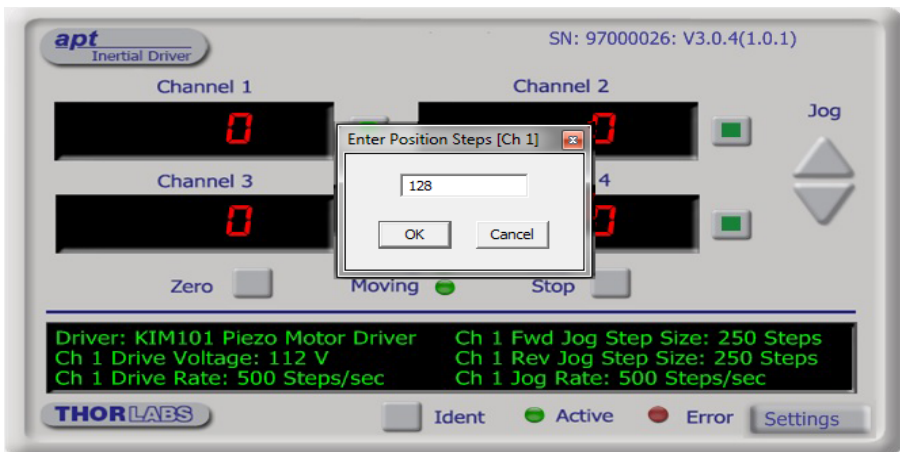 apt
Inertial Driver
SN: 97000026: V3.0.4(1.0.1)
Channel 1
Channel 2
0
0
Jog
Enter Position Steps [Ch 1]
128
OK
Cancel
Channel 3
4
0
0
Zero
Moving
Stop
Driver: KIM101 Piezo Motor Driver
Ch 1 Drive Voltage: 112 V
Ch 1 Drive Rate: 500 Steps/sec
Ch 1 Fwd Jog Step Size: 250 Steps
Ch 1 Rev Jog Step Size: 250 Steps
Ch 1 Jog Rate: 500 Steps/sec
THORLABS
Ident
Active
Error
Settings